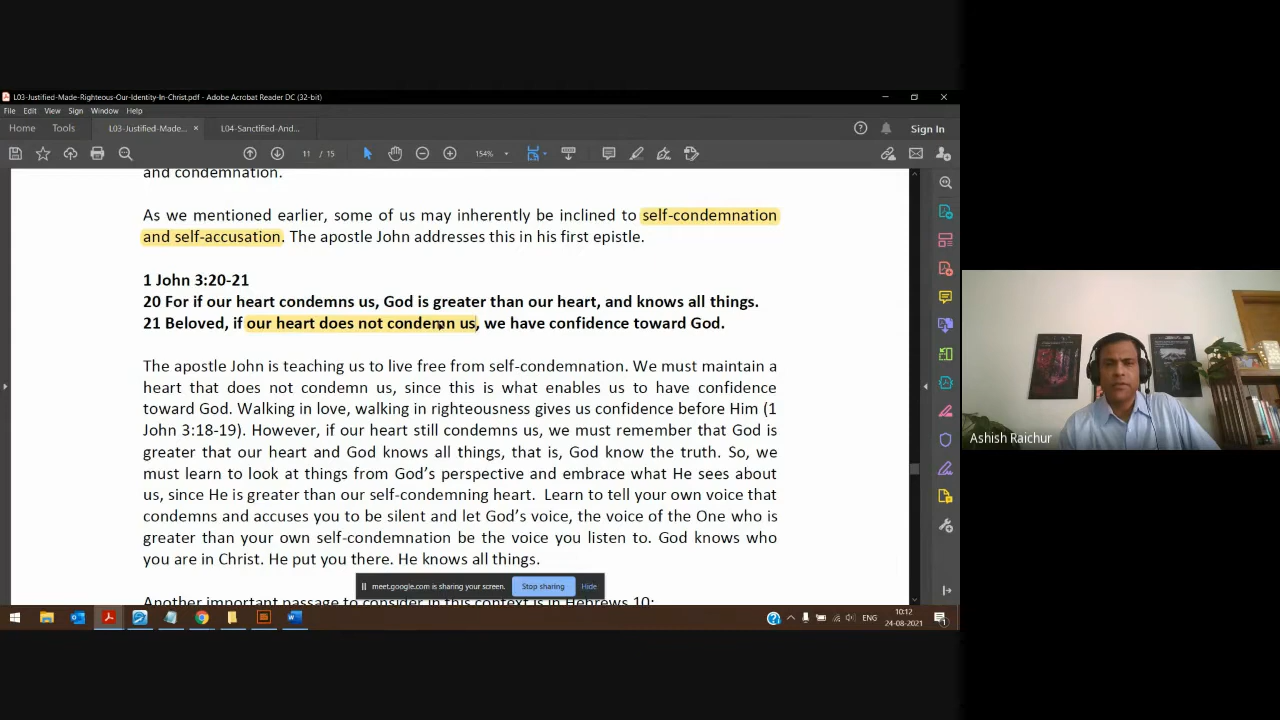 L03-Justified-Made-Righteous-Our-Identity-In-Christ.pdf - Adobe Acrobat Reader DC (32-bit)
File Edit View Sign Window Help
Home Tools L03-Justified-Made... × L04-Sanctified-And... Sign In
11 / 15 154%
and condemnation.
As we mentioned earlier, some of us may inherently be inclined to self-condemnation
and self-accusation. The apostle John addresses this in his first epistle.
1 John 3:20-21
20 For if our heart condemns us, God is greater than our heart, and knows all things.
21 Beloved, if our heart does not condemn us, we have confidence toward God.
The apostle John is teaching us to live free from self-condemnation. We must maintain a
heart that does not condemn us, since this is what enables us to have confidence
toward God. Walking in love, walking in righteousness gives us confidence before Him (1
John 3:18-19). However, if our heart still condemns us, we must remember that God is
greater that our heart and God knows all things, that is, God know the truth. So, we
must learn to look at things from God's perspective and embrace what He sees about
us, since He is greater than our self-condemning heart. Learn to tell your own voice that
condemns and accuses you to be silent and let God's voice, the voice of the One who is
greater than your own self-condemnation be the voice you listen to. God knows who
you are in Christ. He put you there. He knows all things.
Another important passage to consider in this context is in Hebrews 10:
meet.google.com is sharing your screen. Stop sharing Hide
ENG 10:12
24-08-2021
Ashish Raichur